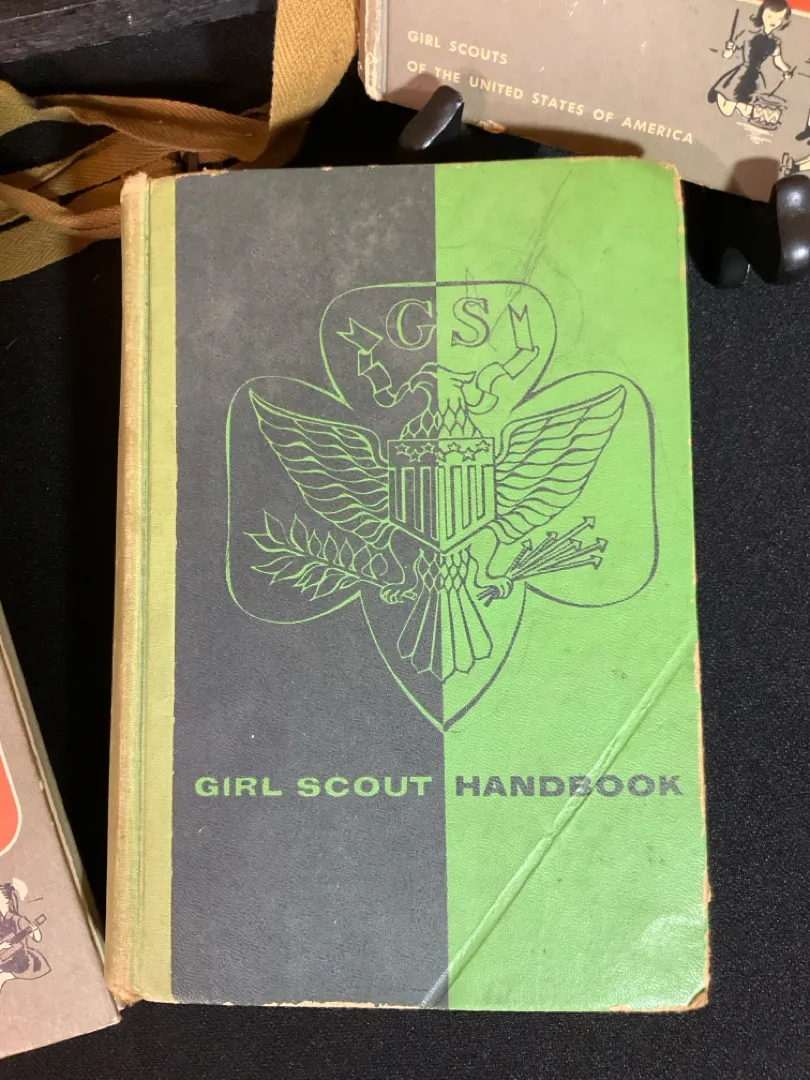 GIRL SCOUTS
OF THE UNITED STATES OF AMERICA
GS
GIRL SCOUT HANDBOOK